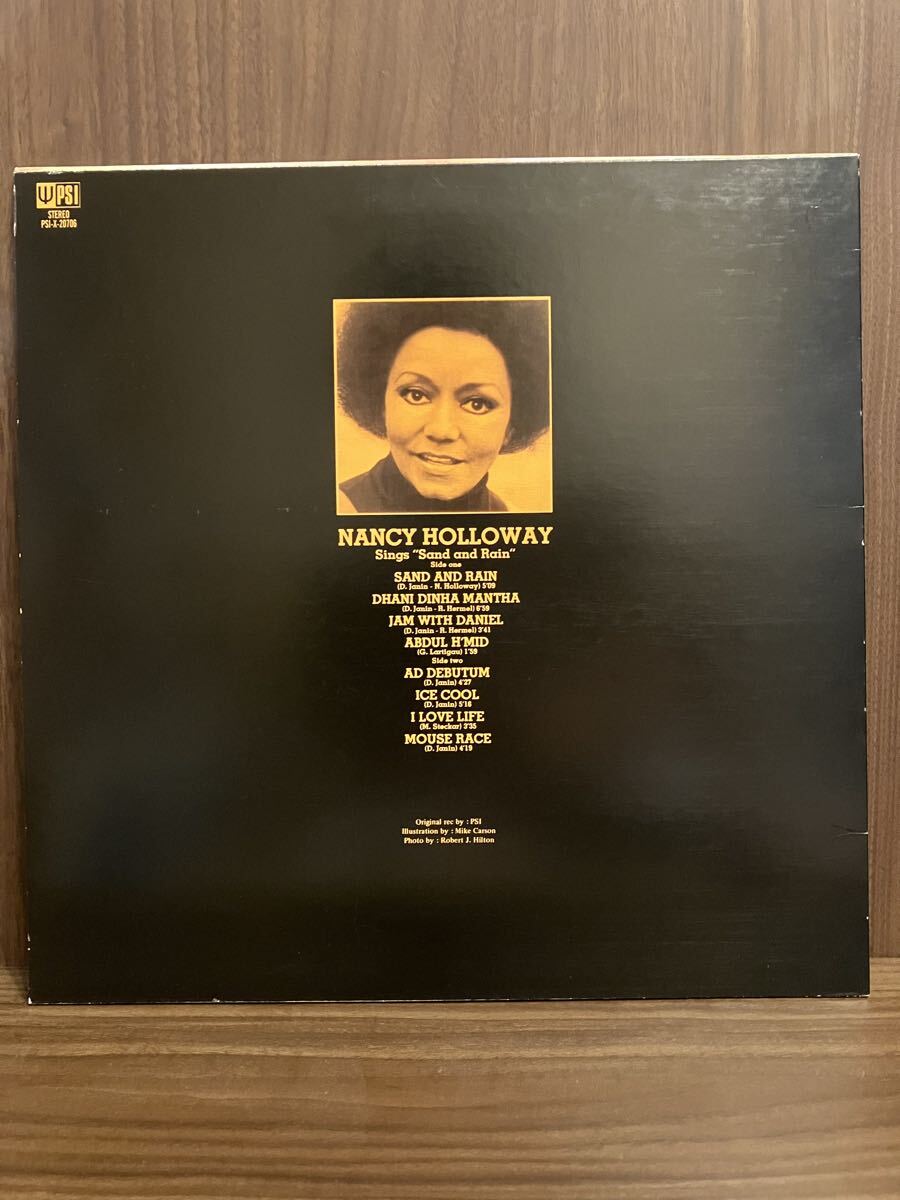 PSI
STEREO
PSI-X-20706
NANCY HOLLOWAY
Sings "Sand and Rain"
Side one
SAND AND RAIN
(D. Janin - N. Holloway) 5'09
DHANI DINHA MANTHA
(D. Janin - R. Hermel) 6'59
JAM WITH DANIEL
(D. Janin - R. Hermel) 3'41
ABDUL H'MID
(G. Lartigau) 1'59
Side two
AD DEBUTUM
(D. Janin) 4'27
ICE COOL
(D. Janin) 5'16
I LOVE LIFE
(M. Steckar) 3'35
MOUSE RACE
(D. Janin) 4'19
Original rec by : PSI
Illustration by : Mike Carson
Photo by : Robert J. Hilton